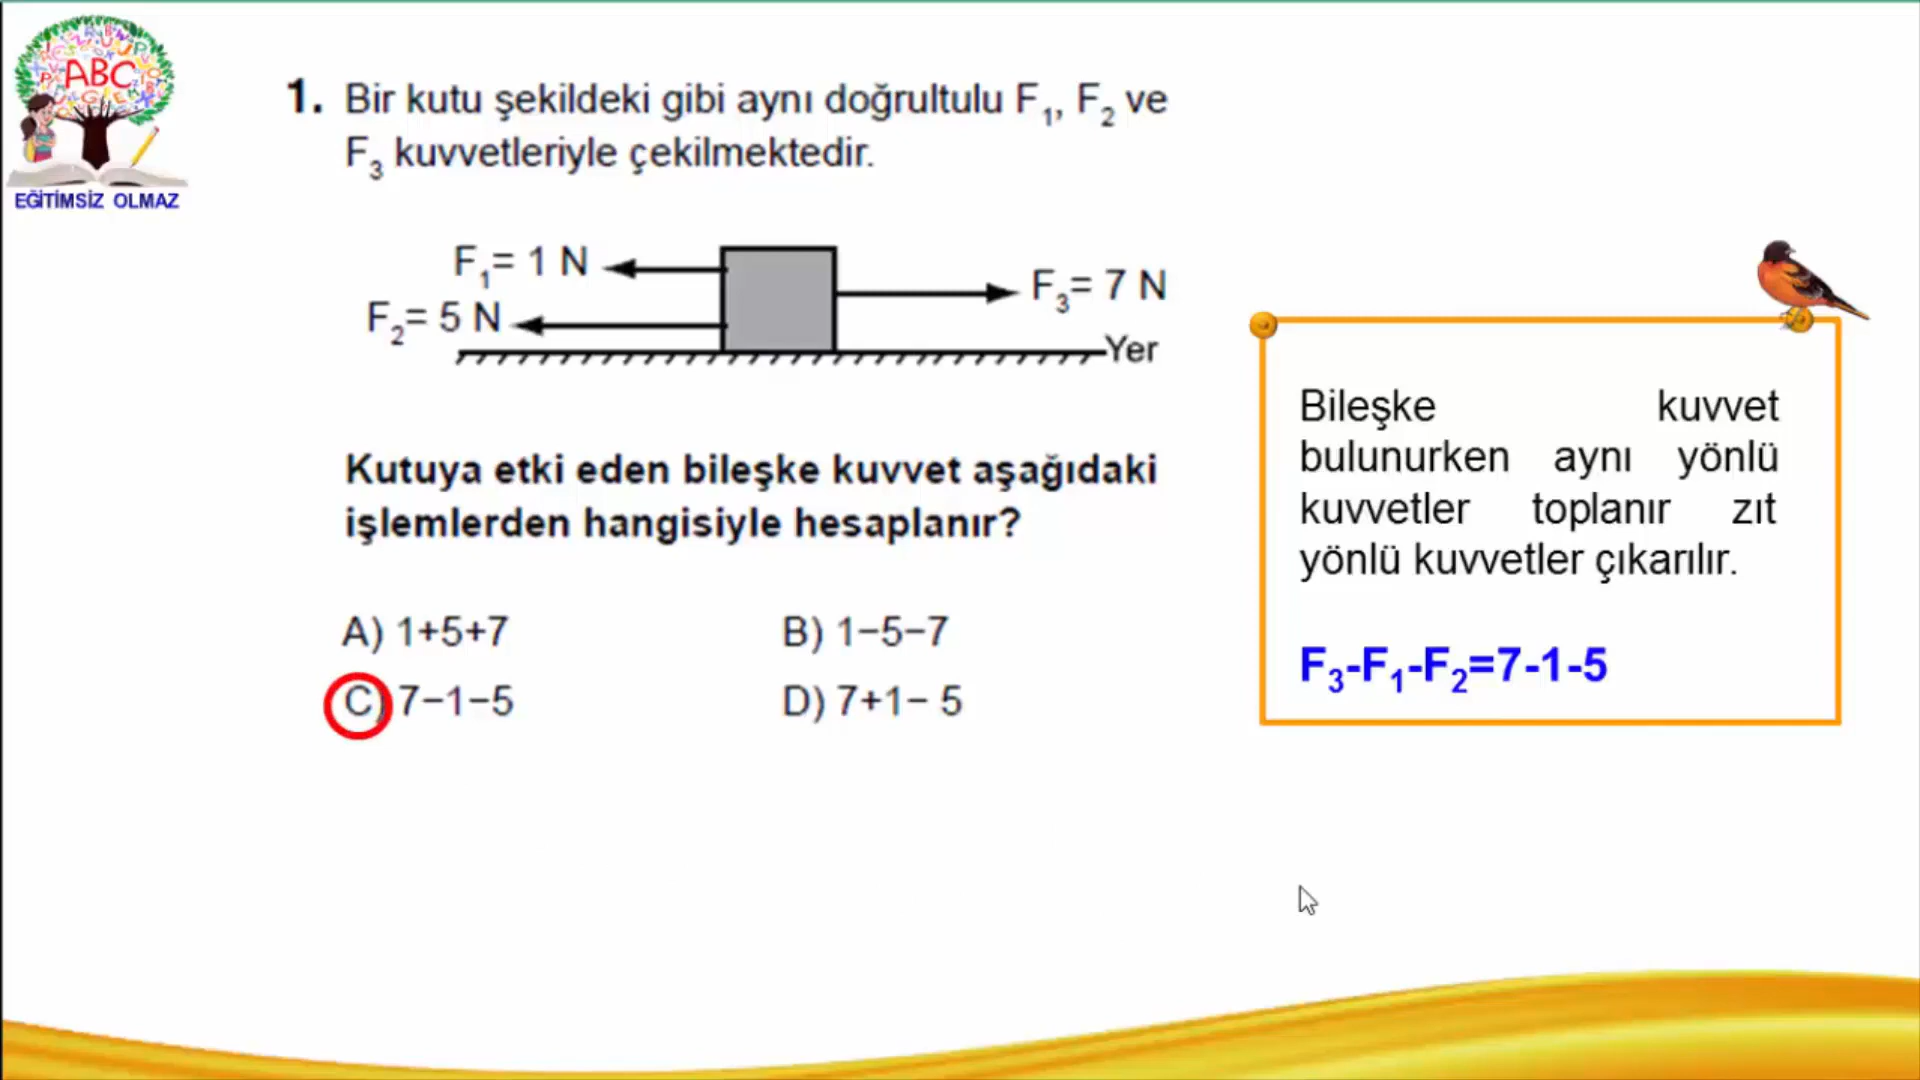 ABC
EĞİTİMSİZ OLMAZ
1. Bir kutu şekildeki gibi aynı doğrultulu F₁, F₂ ve
F₃ kuvvetleriyle çekilmektedir.
F₁= 1 N
F₂= 5 N
F₃= 7 N
Yer
Kutuya etki eden bileşke kuvvet aşağıdaki
işlemlerden hangisiyle hesaplanır?
A) 1+5+7
B) 1−5−7
C) 7−1−5
D) 7+1− 5
Bileşke kuvvet
bulunurken aynı yönlü
kuvvetler toplanır zıt
yönlü kuvvetler çıkarılır.
F₃-F₁-F₂=7-1-5